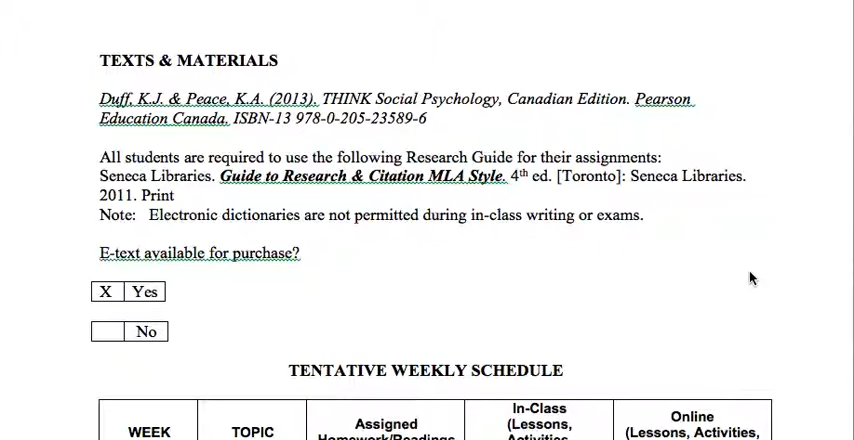 TEXTS & MATERIALS
Duff, K.J. & Peace, K.A. (2013). THINK Social Psychology, Canadian Edition. Pearson
Education Canada. ISBN-13 978-0-205-23589-6
All students are required to use the following Research Guide for their assignments:
Seneca Libraries. Guide to Research & Citation MLA Style. 4th ed. [Toronto]: Seneca Libraries.
2011. Print
Note: Electronic dictionaries are not permitted during in-class writing or exams.
E-text available for purchase?
X Yes
No
TENTATIVE WEEKLY SCHEDULE
WEEK
TOPIC
Assigned
Homework/Readings
In-Class
(Lessons,
Activities
Online
(Lessons, Activities,